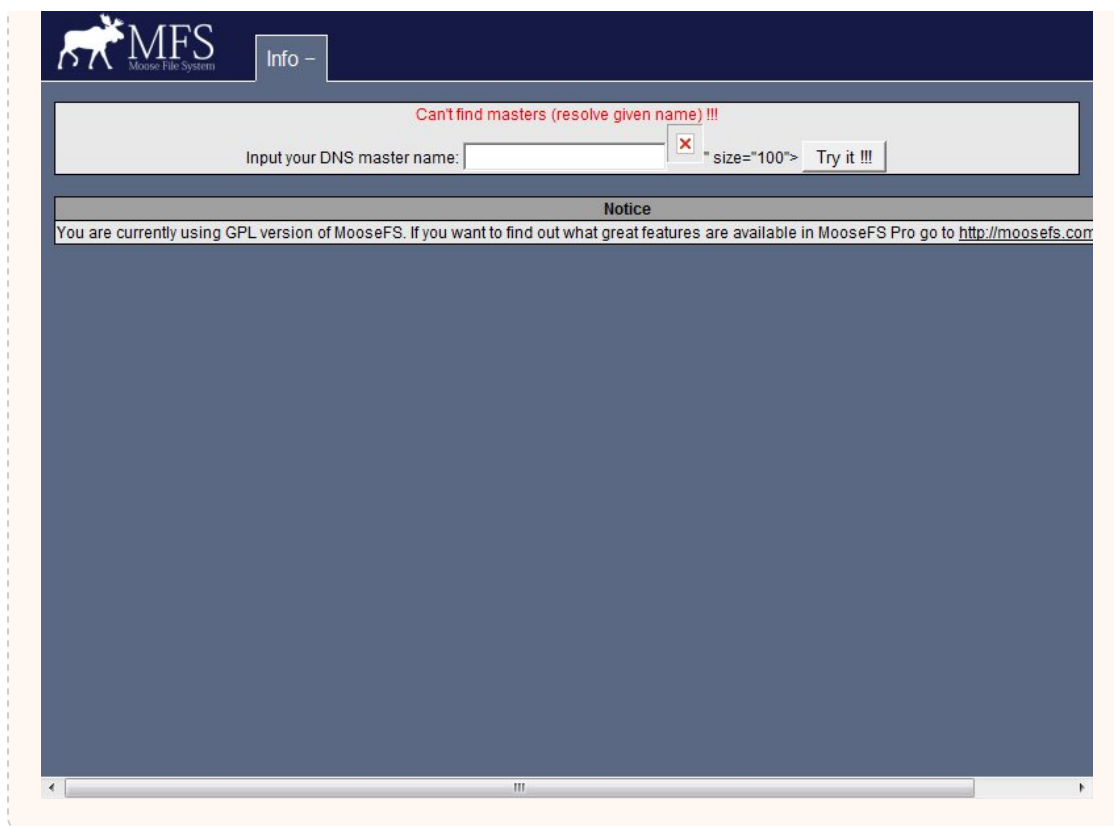 MFS
Moose File System
Info −
Can't find masters (resolve given name) !!!
Input your DNS master name: " size="100"> Try it !!!
Notice
You are currently using GPL version of MooseFS. If you want to find out what great features are available in MooseFS Pro go to http://moosefs.com